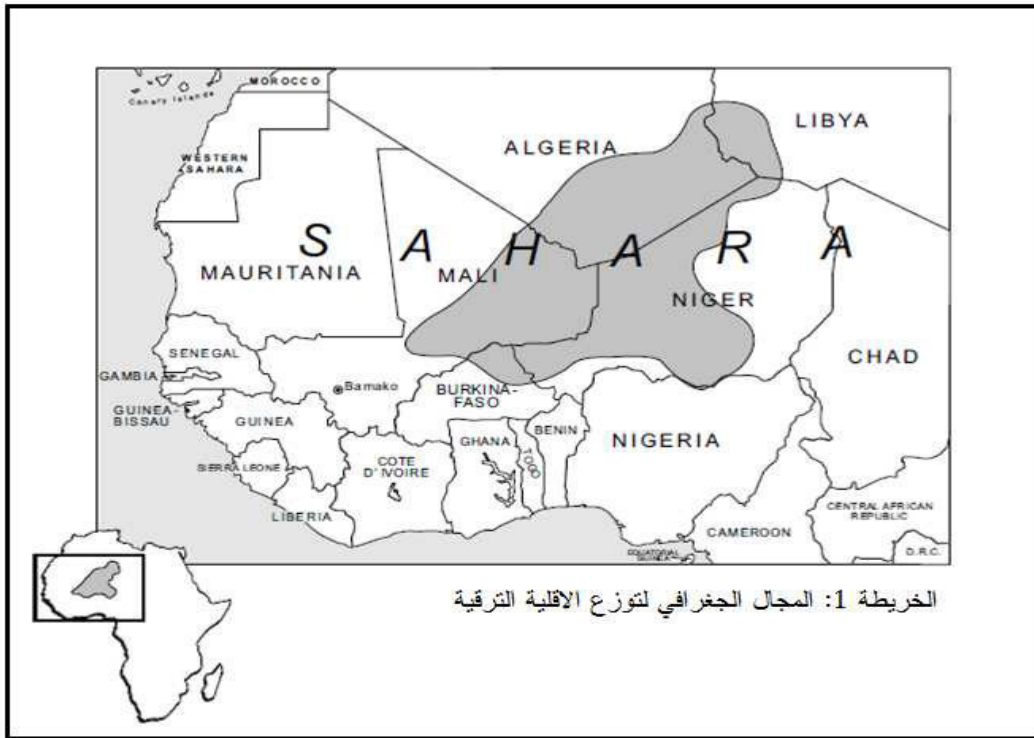 MOROCCO
Canary Islands
LIBYA
ALGERIA
WESTERN
SAHARA
S A H A R A
MAURITANIA
MALI
NIGER
CHAD
SENEGAL
GAMBIA
Bamako
BURKINA-
FASO
GUINEA-
BISSAU
GUINEA
BENIN
NIGERIA
GHANA
TOGO
SIERRA LEONE
COTE
D'IVOIRE
LIBERIA
CENTRAL AFRICAN
REPUBLIC
CAMEROON
EQUATORIAL
GUINEA
D.R.C.
الخريطة 1: المجال الجغرافي لتوزع الاقلية الترقية